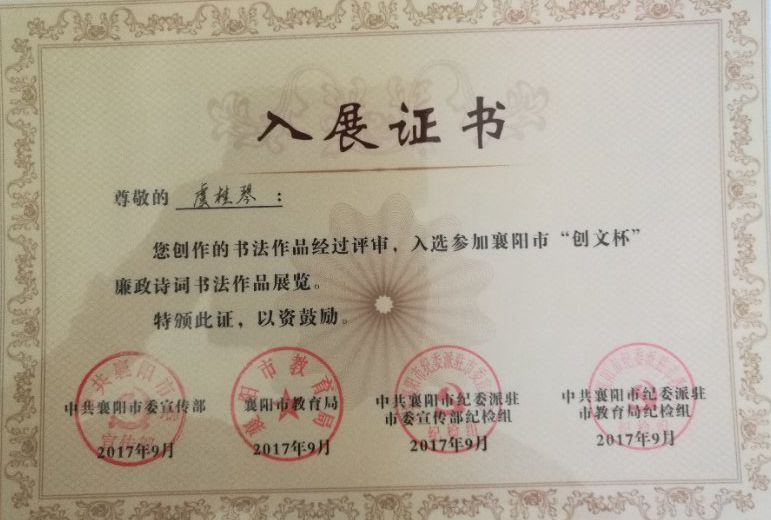 入展证书
尊敬的 虞桂琴 :
您创作的书法作品经过评审,入选参加襄阳市“创文杯”
廉政诗词书法作品展览。
特颁此证,以资鼓励。
中共襄阳市委宣传部
2017年9月
襄阳市教育局
襄阳市教育局
2017年9月
中共襄阳市纪委派驻
市委宣传部纪检组
2017年9月
中共襄阳市纪委派驻
市教育局纪检组
2017年9月